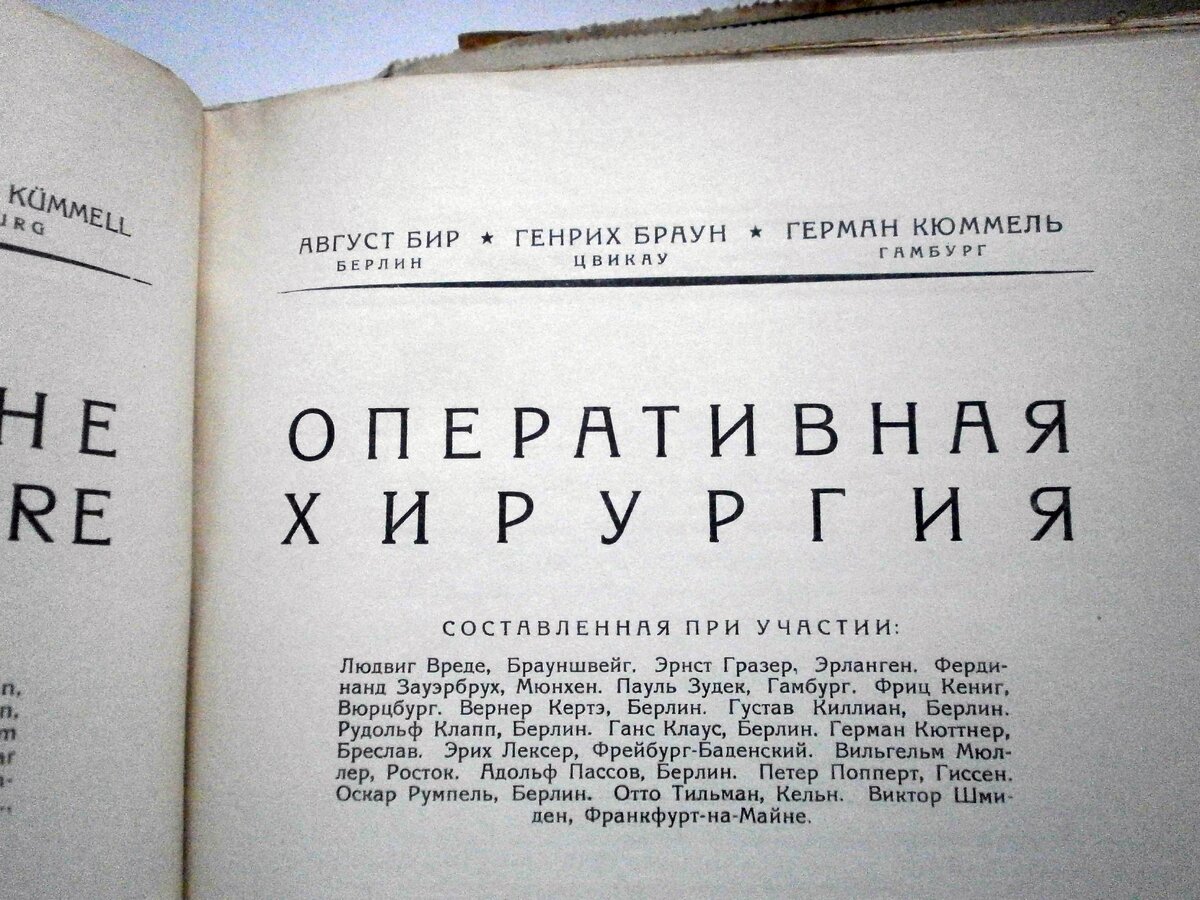 KÜMMELL
HE
RE
АВГУСТ БИР ★ ГЕНРИХ БРАУН ★ ГЕРМАН КЮММЕЛЬ
БЕРЛИН ЦВИКАУ ГАМБУРГ
ОПЕРАТИВНАЯ
ХИРУРГИЯ
СОСТАВЛЕННАЯ ПРИ УЧАСТИИ:
Людвиг Вреде, Брауншвейг. Эрнст Гразер, Эрланген. Ферди-
нанд Зауэрбрух, Мюнхен. Пауль Зудек, Гамбург. Фриц Кениг,
Вюрцбург. Вернер Кертэ, Берлин. Густав Киллиан, Берлин.
Рудольф Клапп, Берлин. Ганс Клаус, Берлин. Герман Кюттнер,
Бреслав. Эрих Лексер, Фрейбург-Баденский. Вильгельм Мюл-
лер, Росток. Адольф Пассов, Берлин. Петер Попперт, Гиссен.
Оскар Румпель, Берлин. Отто Тильман, Кельн. Виктор Шми-
ден, Франкфурт-на-Майне.